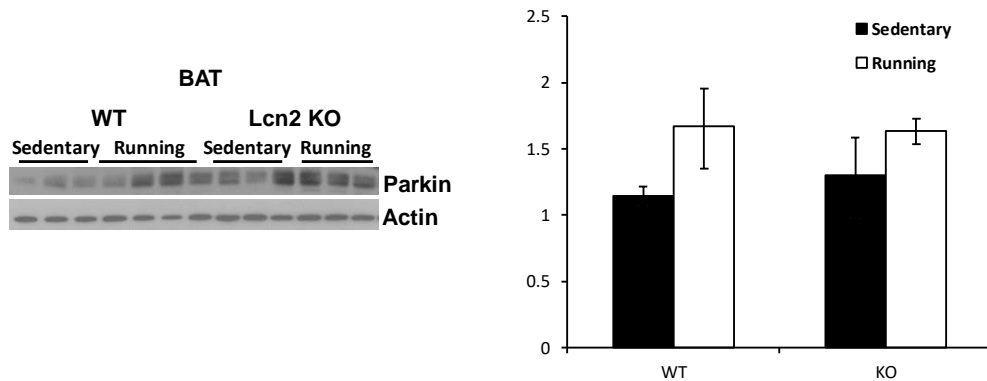 BAT
WT Lcn2 KO
Sedentary Running Sedentary Running
Parkin
Actin
2.5
2
1.5
1
0.5
0
Sedentary
Running
WT KO